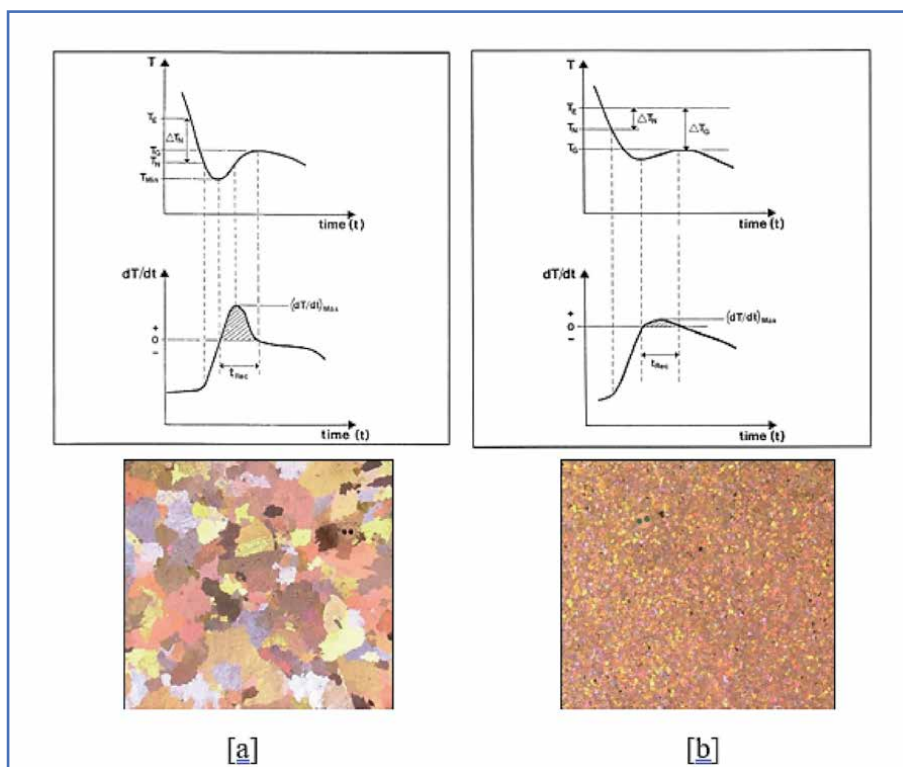 T
T_E
ΔT_N
T_G
T_N
T_Min
time (t)
dT/dt
(dT/dt)_Max
+
0
-
t_Rec
time (t)
T
T_E
ΔT_N
T_N
ΔT_G
T_G
time (t)
dT/dt
(dT/dt)_Max
+
0
-
t_Rec
time (t)
[a]
[b]